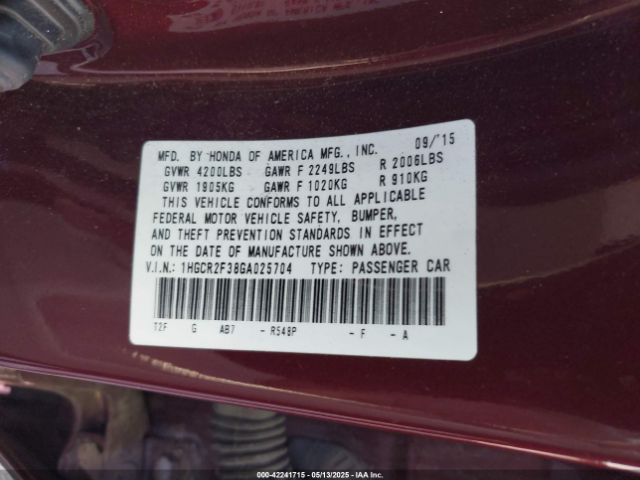 MFD. BY HONDA OF AMERICA MFG., INC. 09/'15
GVWR 4200LBS GAWR F 2249LBS R 2006LBS
GVWR 1905KG GAWR F 1020KG R 910KG
THIS VEHICLE CONFORMS TO ALL APPLICABLE
FEDERAL MOTOR VEHICLE SAFETY, BUMPER,
AND THEFT PREVENTION STANDARDS IN EFFECT
ON THE DATE OF MANUFACTURE SHOWN ABOVE.
V.I.N.: 1HGCR2F38GA025704 TYPE: PASSENGER CAR
T2F G AB7 - R548P - F - A
000-42241715 - 05/13/2025 - IAAI.COM